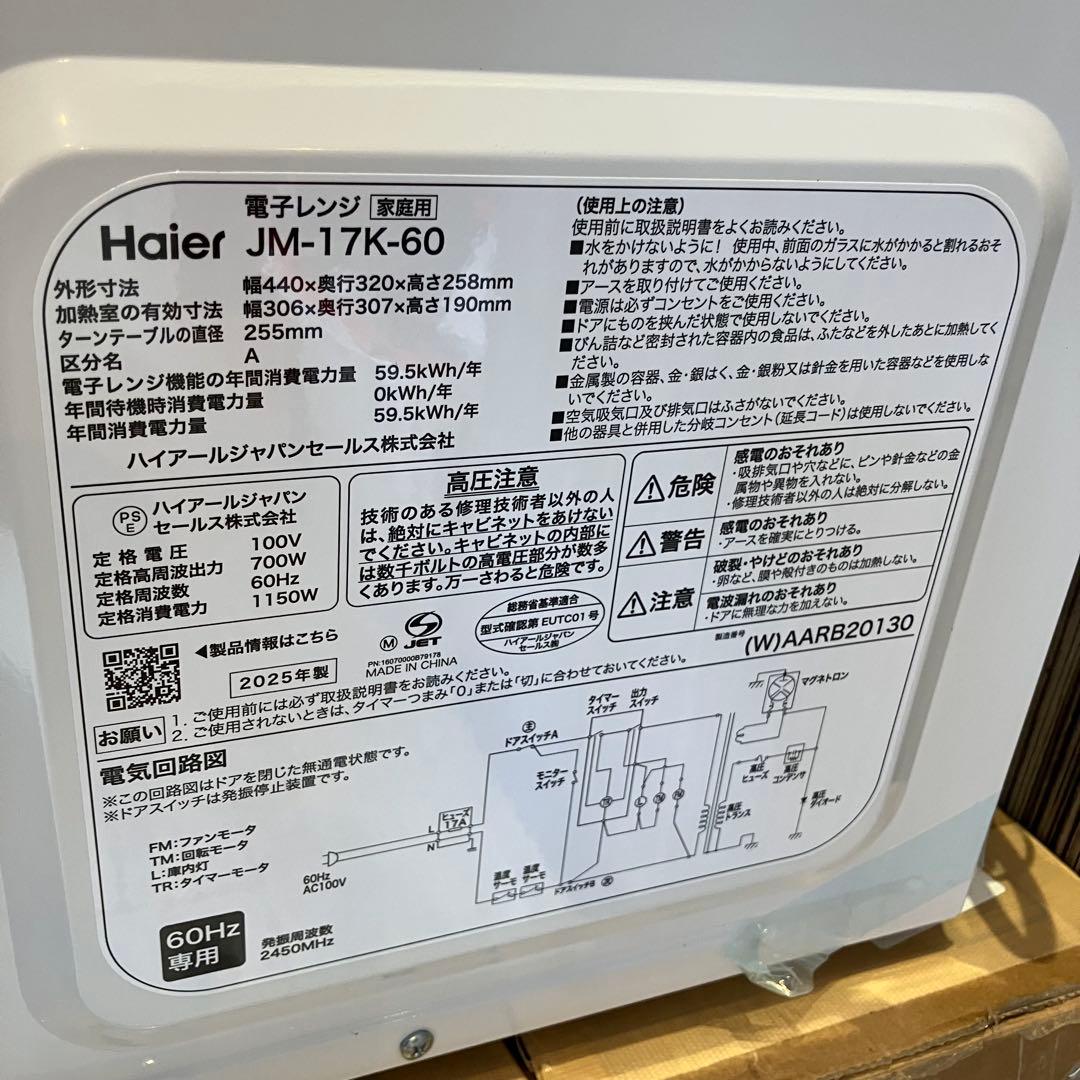 電子レンジ 家庭用
Haier JM-17K-60
外形寸法 幅440×奥行320×高さ258mm
加熱室の有効寸法 幅306×奥行307×高さ190mm
ターンテーブルの直径 255mm
区分名 A
電子レンジ機能の年間消費電力量 59.5kWh/年
年間待機時消費電力量 0kWh/年
年間消費電力量 59.5kWh/年
ハイアールジャパンセールス株式会社
(使用上の注意)
使用前に取扱説明書をよくお読みください。
■水をかけないように! 使用中、前面のガラスに水がかかると割れるおそ
れがありますので、水がかからないようにしてください。
■アースを取り付けてご使用ください。
■電源は必ずコンセントをご使用ください。
■ドアにものを挟んだ状態で使用しないでください。
■びん詰など密封された容器内の食品は、ふたなどを外したあとに加熱してく
ださい。
■金属製の容器、金・銀はく、金・銀粉又は針金を用いた容器などを使用しな
いでください。
■空気吸気口及び排気口はふさがないでください。
■他の器具と併用した分岐コンセント(延長コード)は使用しないでください。
PS
E
ハイアールジャパン
セールス株式会社
定格電圧 100V
定格高周波出力 700W
定格周波数 60Hz
定格消費電力 1150W
高圧注意
技術のある修理技術者以外の人
は、絶対にキャビネットをあけない
でください。キャビネットの内部に
は数千ボルトの高電圧部分が数多
くあります。万一さわると危険です。
危険
感電のおそれあり
・吸排気口や穴などに、ピンや針金などの金
属物や異物を入れない。
・修理技術者以外の人は絶対に分解しない。
警告
感電のおそれあり
・アースを確実にとりつける。
注意
破裂・やけどのおそれあり
・卵など、膜や殻付きのものは加熱しない。
電波漏れのおそれあり
・ドアに無理な力を加えない。
◀製品情報はこちら
2025年製
M
JET
PN:16070000B79178
MADE IN CHINA
総務省基準適合
型式確認第 EUTC01号
ハイアールジャパン
セールス㈱
製造番号 (W)AARB20130
お願い
1. ご使用前には必ず取扱説明書をお読みください。
2. ご使用されないときは、タイマーつまみ「0」または「切」に合わせておいてください。
電気回路図
※この回路図はドアを閉じた無通電状態です。
※ドアスイッチは発振停止装置です。
FM:ファンモータ
TM:回転モータ
L:庫内灯
TR:タイマーモータ
60Hz
AC100V
L
N
ヒューズ
17A
主
ドアスイッチA
モニター
スイッチ
タイマー
スイッチ
出力
スイッチ
TR
L
TM
FM
温度
サーモ
温度
サーモ
ドアスイッチB 次
高圧
トランス
マグネトロン
高圧
ヒューズ
高圧
コンデンサ
高圧
ダイオード
60Hz
専用
発振周波数
2450MHz